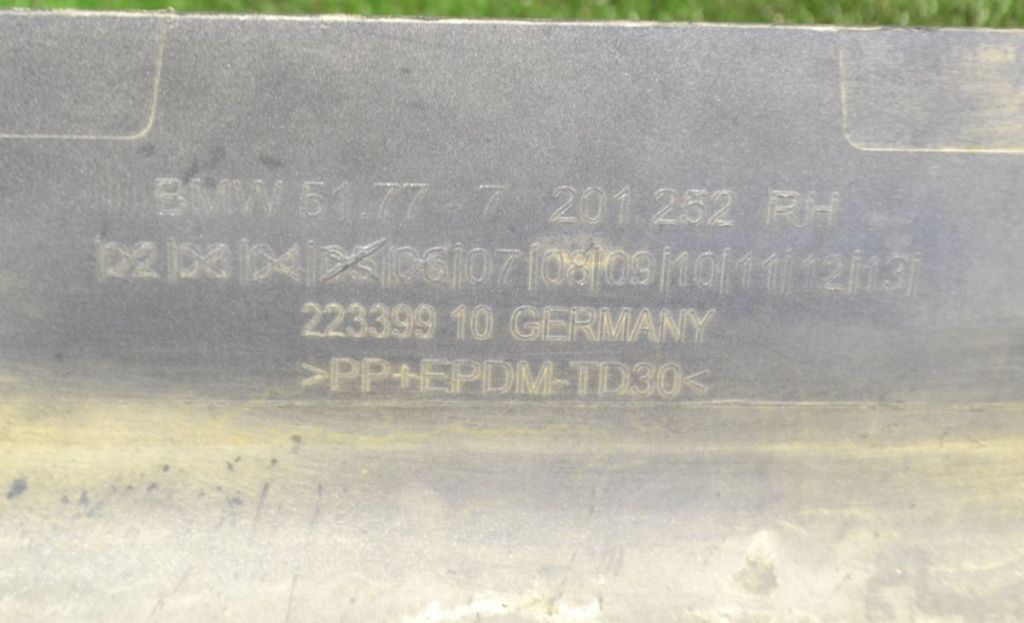 BMW 51.77 - 7 201 252 RH
|02|03|04|05|06|07|08|09|10|11|12|13|
223399 10 GERMANY
>PP+EPDM-TD30<